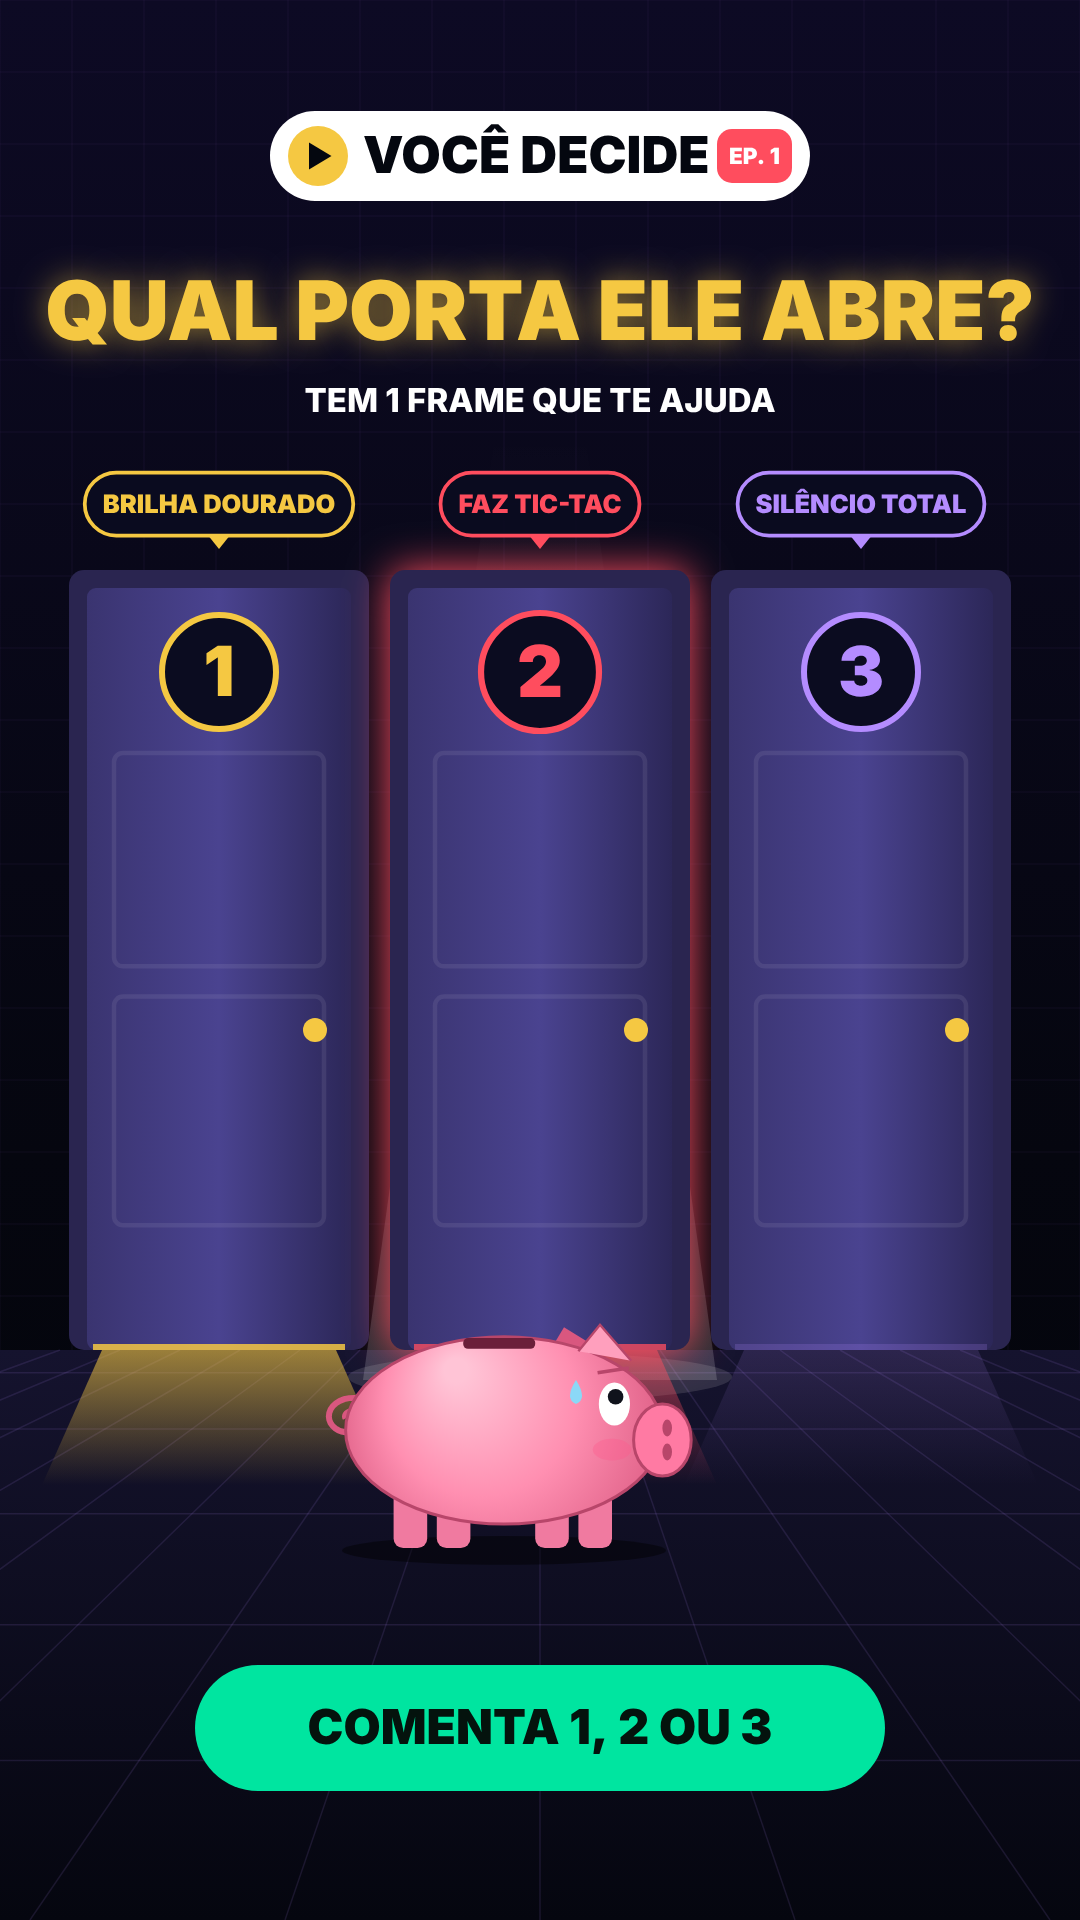 VOCÊ DECIDE EP. 1
QUAL PORTA ELE ABRE?
TEM 1 FRAME QUE TE AJUDA
BRILHA DOURADO
FAZ TIC-TAC
SILÊNCIO TOTAL
1
2
3
COMENTA 1, 2 OU 3